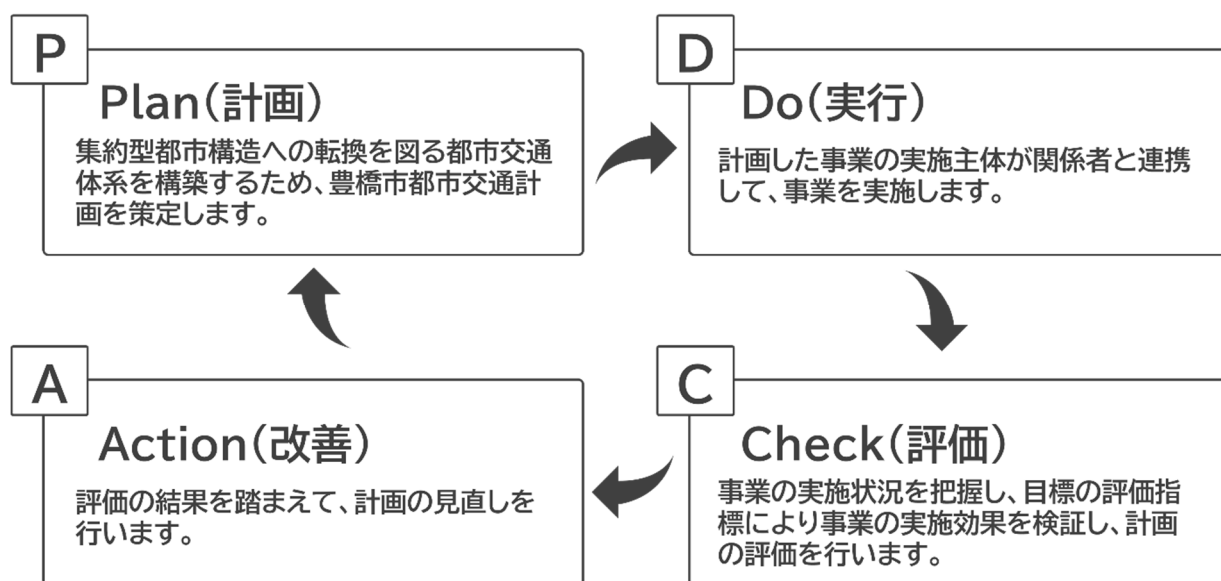 P
Plan(計画)
集約型都市構造への転換を図る都市交通
体系を構築するため、豊橋市都市交通計
画を策定します。
D
Do(実行)
計画した事業の実施主体が関係者と連携
して、事業を実施します。
C
Check(評価)
事業の実施状況を把握し、目標の評価指
標により事業の実施効果を検証し、計画
の評価を行います。
A
Action(改善)
評価の結果を踏まえて、計画の見直しを
行います。